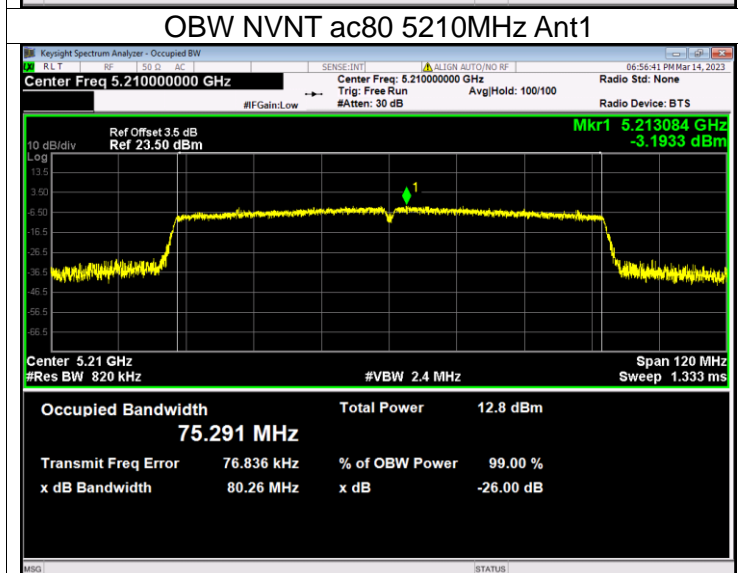 OBW NVNT ac80 5210MHz Ant1
Keysight Spectrum Analyzer - Occupied BW
LXI RLT RF 50 Ω AC SENSE:INT ALIGN AUTO/NO RF 06:56:41 PM Mar 14, 2023
Center Freq 5.210000000 GHz Center Freq: 5.210000000 GHz Radio Std: None
Trig: Free Run Avg|Hold: 100/100
#IFGain:Low #Atten: 30 dB Radio Device: BTS
Mkr1 5.213084 GHz
Ref Offset 3.5 dB
-3.1933 dBm
10 dB/div Ref 23.50 dBm
Log
13.5
3.50
1
-6.50
-16.5
-26.5
-36.5
-46.5
-56.5
-66.5
Center 5.21 GHz Span 120 MHz
#Res BW 820 kHz #VBW 2.4 MHz Sweep 1.333 ms
Occupied Bandwidth Total Power 12.8 dBm
75.291 MHz
Transmit Freq Error 76.836 kHz % of OBW Power 99.00 %
x dB Bandwidth 80.26 MHz x dB -26.00 dB
MSG STATUS